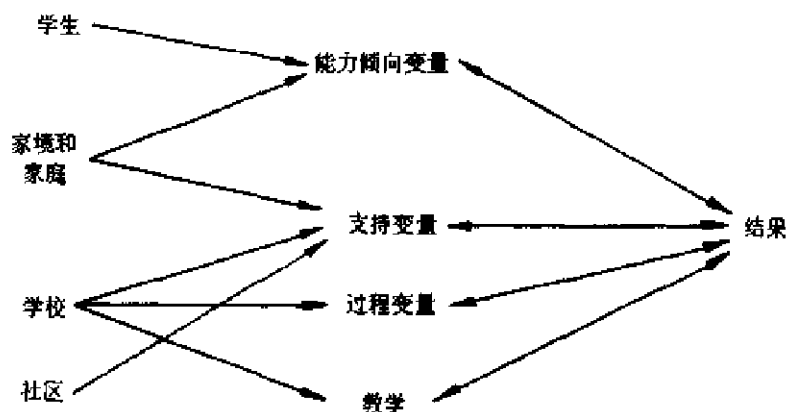 学生
能力倾向变量
家境和
家庭
支持变量
结果
学校
过程变量
社区
教学